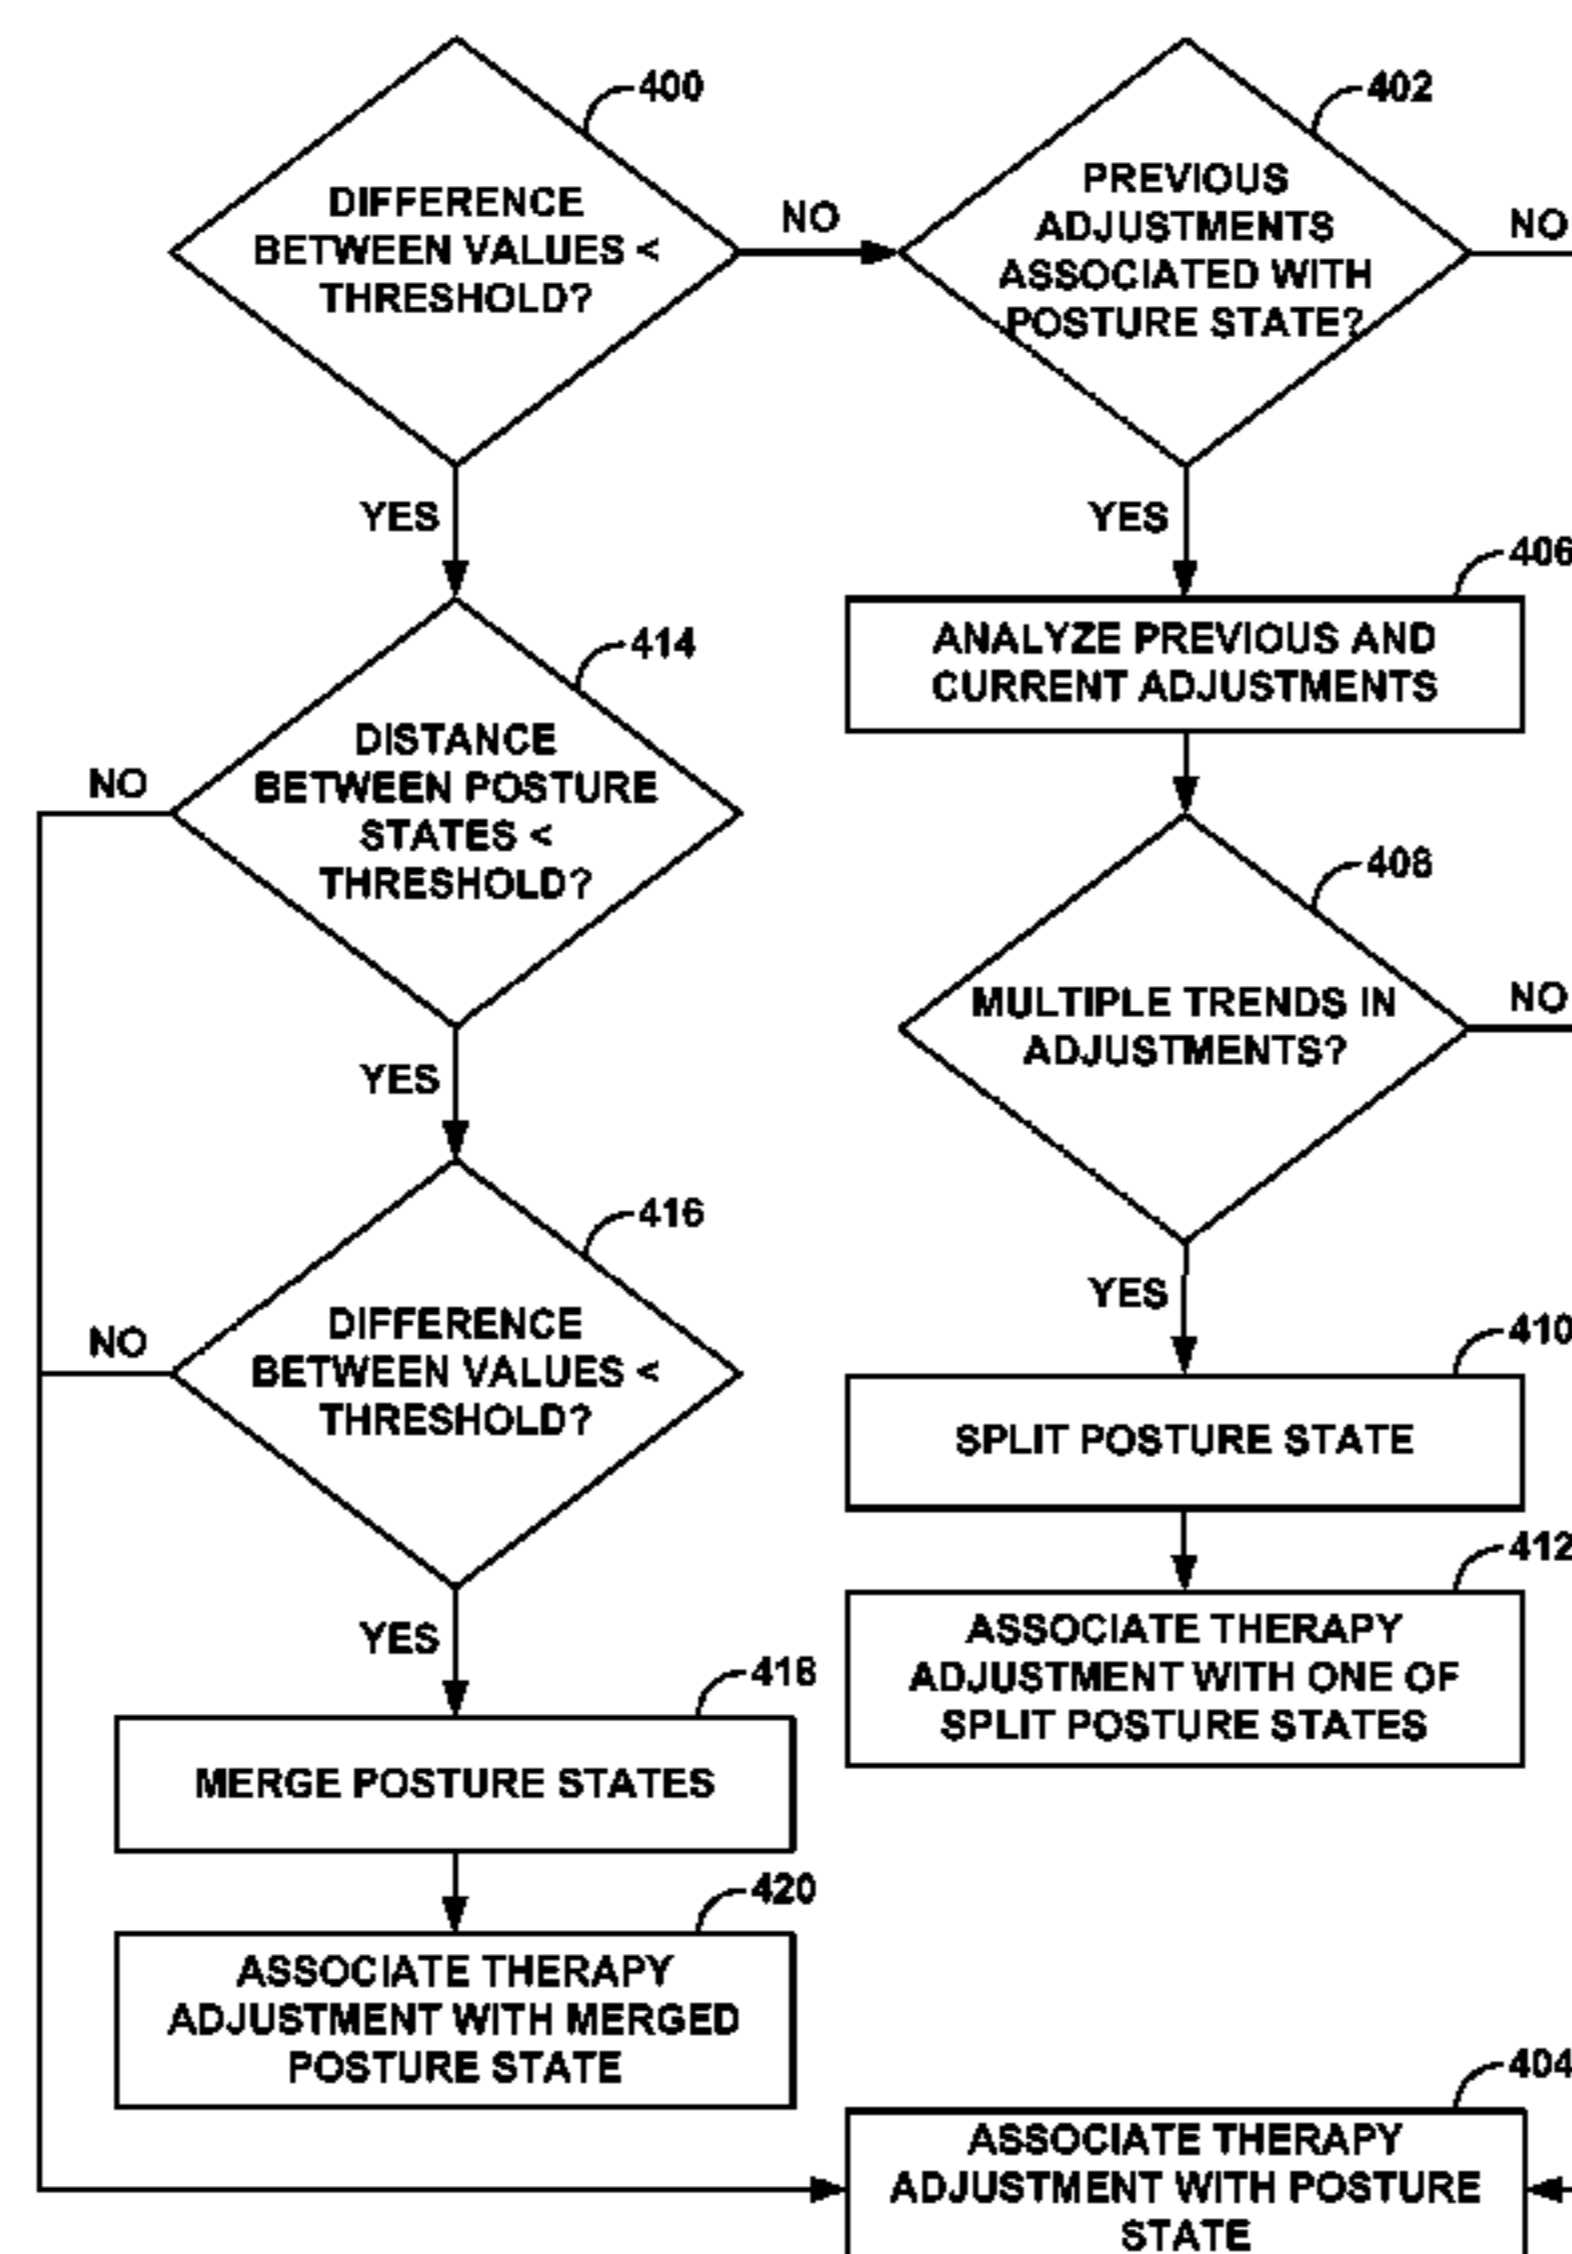 400
DIFFERENCE
BETWEEN VALUES <
THRESHOLD?
NO
402
PREVIOUS
ADJUSTMENTS
ASSOCIATED WITH
POSTURE STATE?
NO
YES
YES
406
ANALYZE PREVIOUS AND
CURRENT ADJUSTMENTS
414
DISTANCE
BETWEEN POSTURE
STATES <
THRESHOLD?
NO
408
MULTIPLE TRENDS IN
ADJUSTMENTS?
NO
YES
YES
416
DIFFERENCE
BETWEEN VALUES <
THRESHOLD?
NO
410
SPLIT POSTURE STATE
412
ASSOCIATE THERAPY
ADJUSTMENT WITH ONE OF
SPLIT POSTURE STATES
YES
418
MERGE POSTURE STATES
420
ASSOCIATE THERAPY
ADJUSTMENT WITH MERGED
POSTURE STATE
404
ASSOCIATE THERAPY
ADJUSTMENT WITH POSTURE
STATE